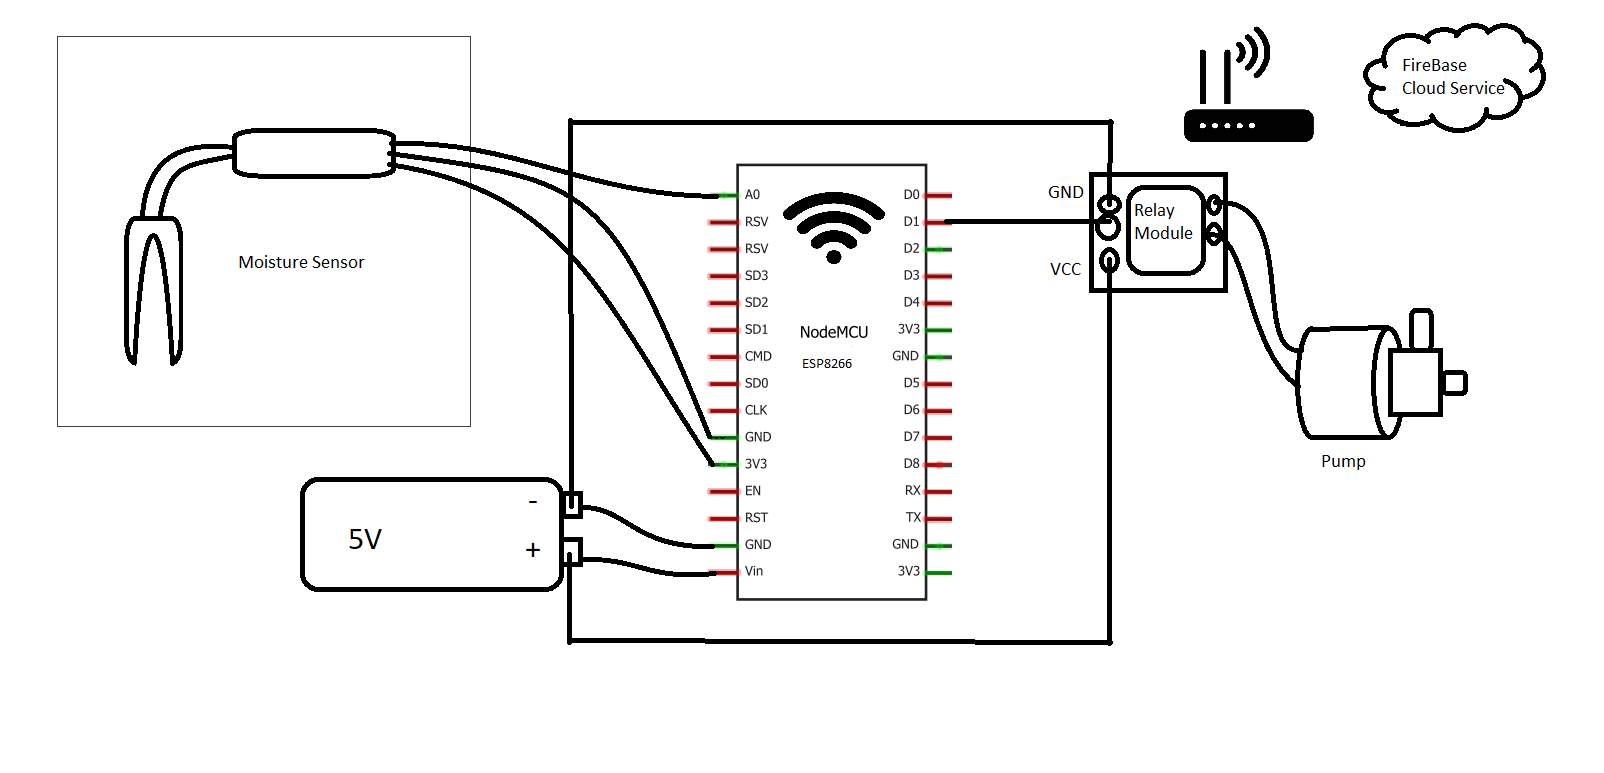 FireBase
Cloud Service
GND
Relay
Module
VCC
Moisture Sensor
A0
RSV
RSV
SD3
SD2
SD1
CMD
SD0
CLK
GND
3V3
EN
RST
GND
Vin
NodeMCU
ESP8266
D0
D1
D2
D3
D4
3V3
GND
D5
D6
D7
D8
RX
TX
GND
3V3
Pump
-
5V
+